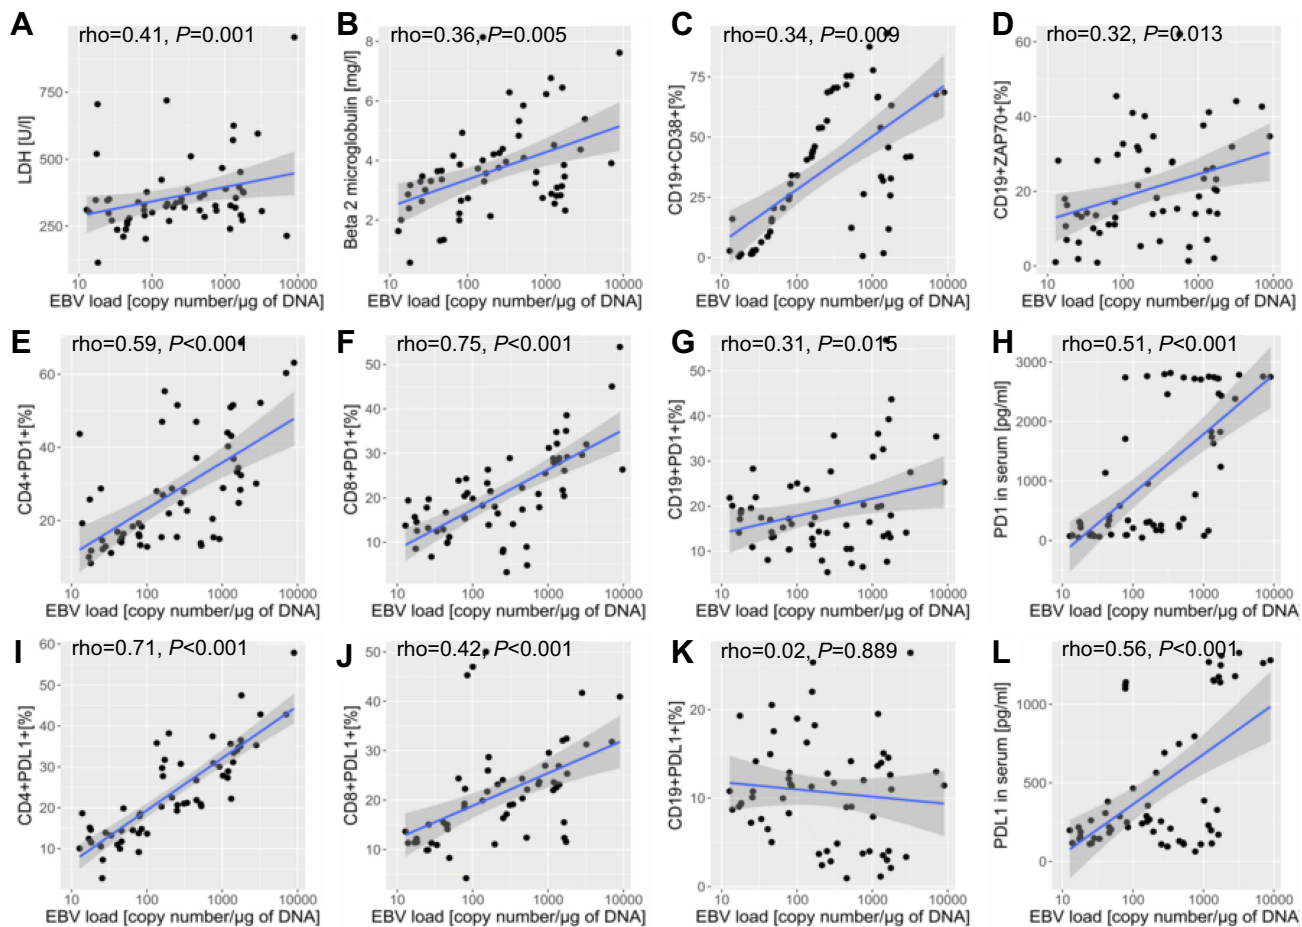 A
rho=0.41, P=0.001
LDH [U/l]
750
500
250
10
100
1000
10000
EBV load [copy number/µg of DNA]
B
rho=0.36, P=0.005
Beta 2 microglobulin [mg/l]
8
6
4
2
10
100
1000
10000
EBV load [copy number/µg of DNA]
C
rho=0.34, P=0.009
CD19+CD38+[%]
75
50
25
0
10
100
1000
10000
EBV load [copy number/µg of DNA]
D
rho=0.32, P=0.013
CD19+ZAP70+[%]
60
40
20
0
10
100
1000
10000
EBV load [copy number/µg of DNA]
E
rho=0.59, P<0.001
CD4+PD1+[%]
60
40
20
10
100
1000
10000
EBV load [copy number/µg of DNA]
F
rho=0.75, P<0.001
CD8+PD1+[%]
50
40
30
20
10
10
100
1000
10000
EBV load [copy number/µg of DNA]
G
rho=0.31, P=0.015
CD19+PD1+[%]
50
40
30
20
10
10
100
1000
10000
EBV load [copy number/µg of DNA]
H
rho=0.51, P<0.001
PD1 in serum [pg/ml]
3000
2000
1000
0
10
100
1000
10000
EBV load [copy number/µg of DNA]
I
rho=0.71, P<0.001
CD4+PDL1+[%]
60
50
40
30
20
10
0
10
100
1000
10000
EBV load [copy number/µg of DNA]
J
rho=0.42, P<0.001
CD8+PDL1+[%]
50
40
30
20
10
10
100
1000
10000
EBV load [copy number/µg of DNA]
K
rho=0.02, P=0.889
CD19+PDL1+[%]
20
10
0
10
100
1000
10000
EBV load [copy number/µg of DNA]
L
rho=0.56, P<0.001
PDL1 in serum [pg/ml]
1000
500
0
10
100
1000
10000
EBV load [copy number/µg of DNA]